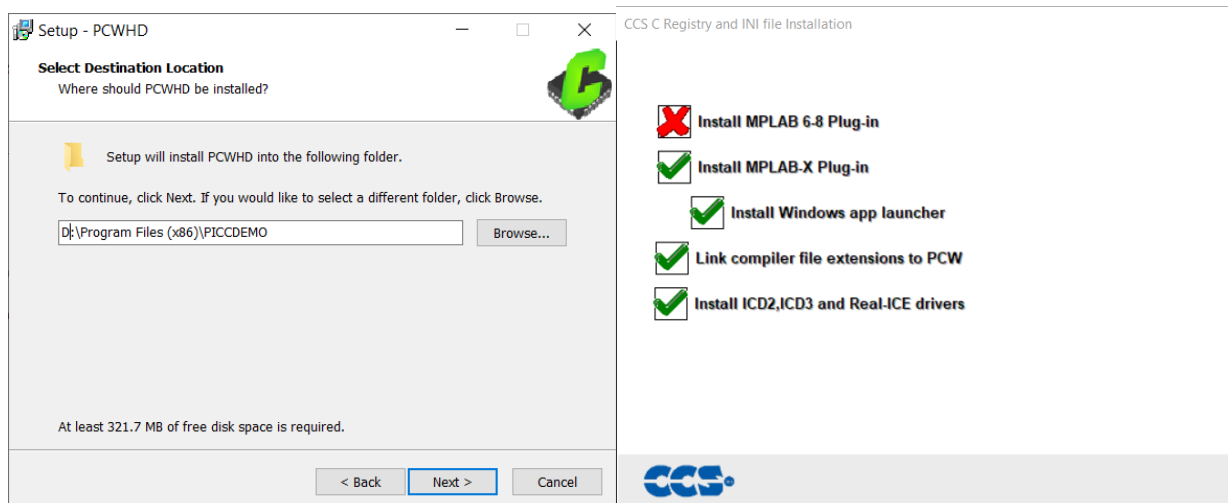 Setup - PCWHD
Select Destination Location
Where should PCWHD be installed?
Setup will install PCWHD into the following folder.
To continue, click Next. If you would like to select a different folder, click Browse.
D:\Program Files (x86)\PICCDEMO
Browse...
At least 321.7 MB of free disk space is required.
< Back
Next >
Cancel
CCS C Registry and INI file Installation
Install MPLAB 6-8 Plug-in
Install MPLAB-X Plug-in
Install Windows app launcher
Link compiler file extensions to PCW
Install ICD2,ICD3 and Real-ICE drivers
CCS